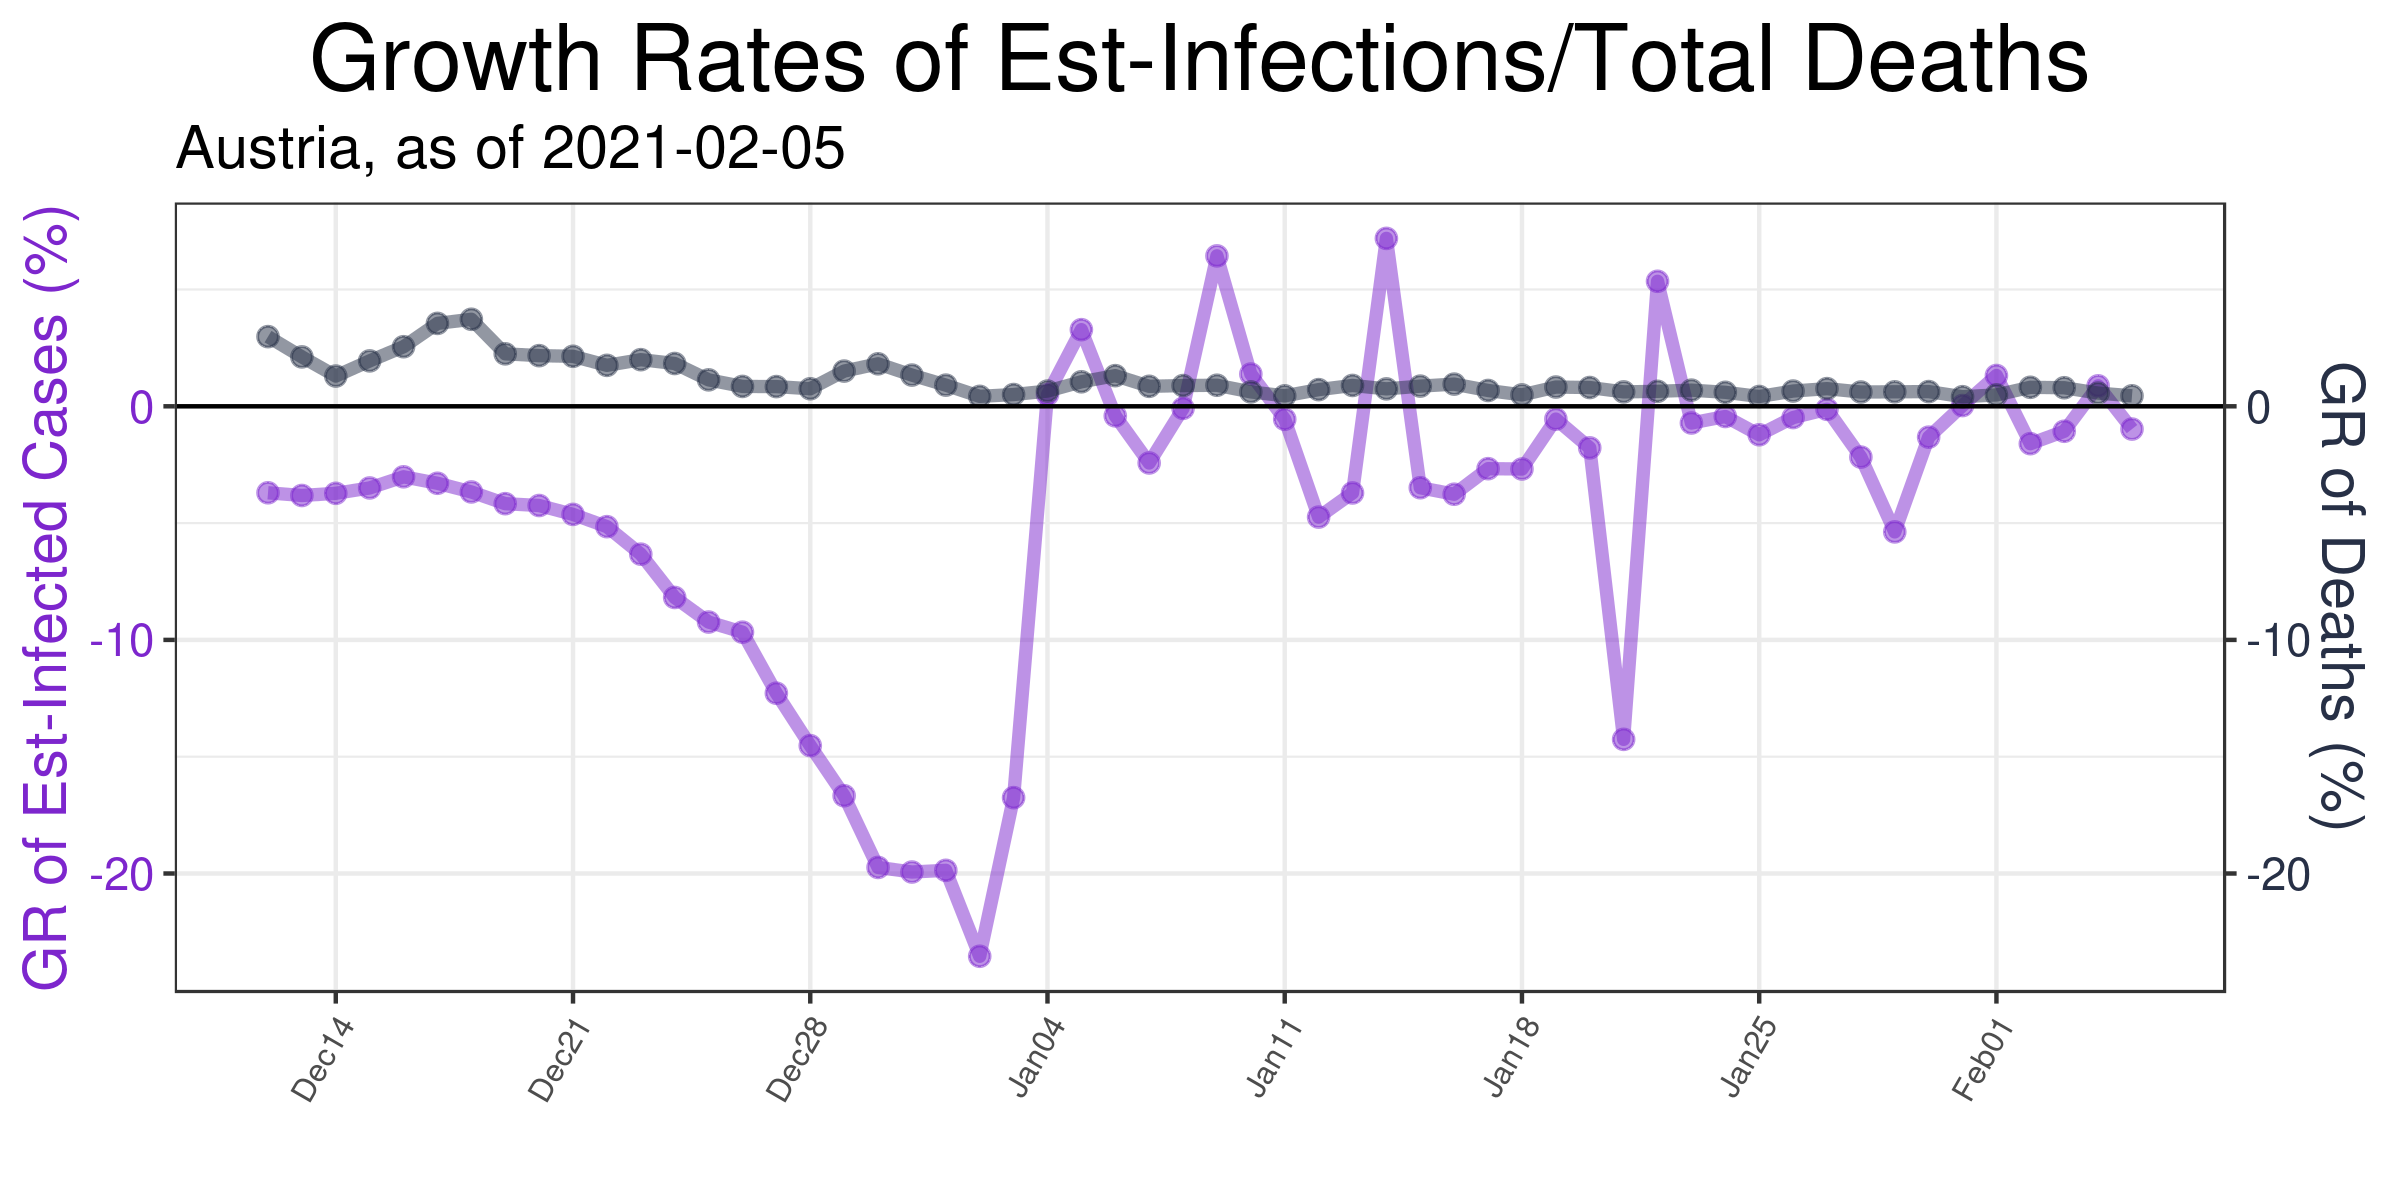 Growth Rates of Est-Infections/Total Deaths
Austria, as of 2021-02-05
GR of Est-Infected Cases (%)
0
-10
-20
0
-10
-20
GR of Deaths (%)
Dec14
Dec21
Dec28
Jan04
Jan11
Jan18
Jan25
Feb01